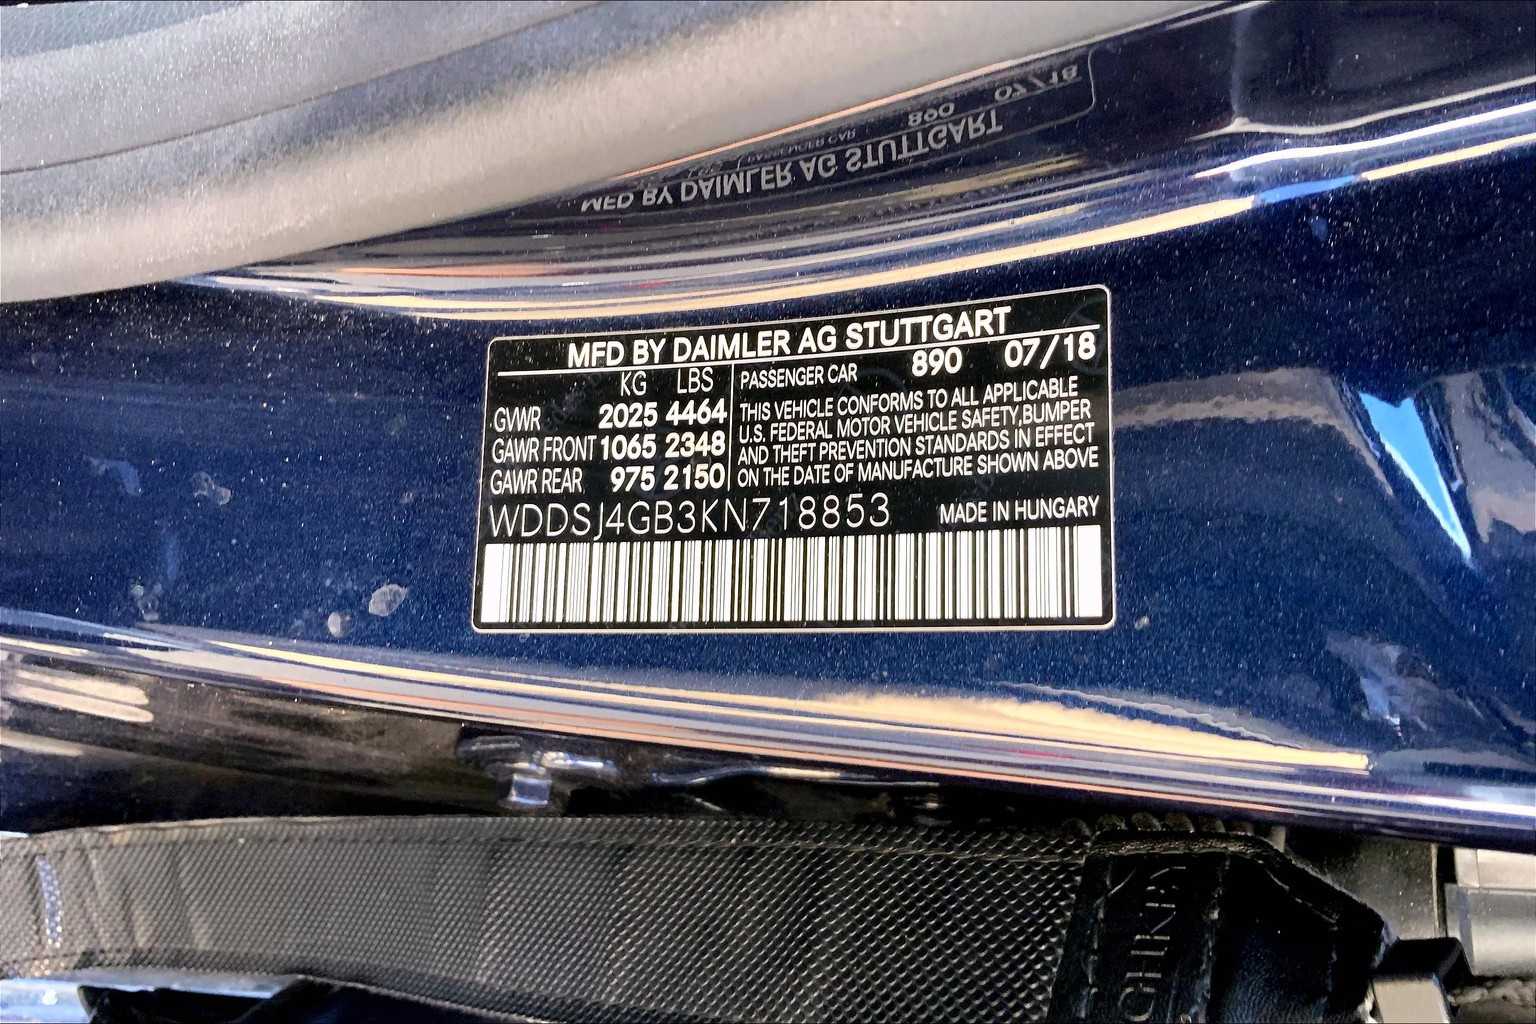 MFD BY DAIMLER AG STUTTGART
KG LBS
GVWR 2025 4464
GAWR FRONT 1065 2348
GAWR REAR 975 2150
PASSENGER CAR 890 07/18
THIS VEHICLE CONFORMS TO ALL APPLICABLE
U.S. FEDERAL MOTOR VEHICLE SAFETY, BUMPER
AND THEFT PREVENTION STANDARDS IN EFFECT
ON THE DATE OF MANUFACTURE SHOWN ABOVE
WDDSJ4GB3KN718853 MADE IN HUNGARY